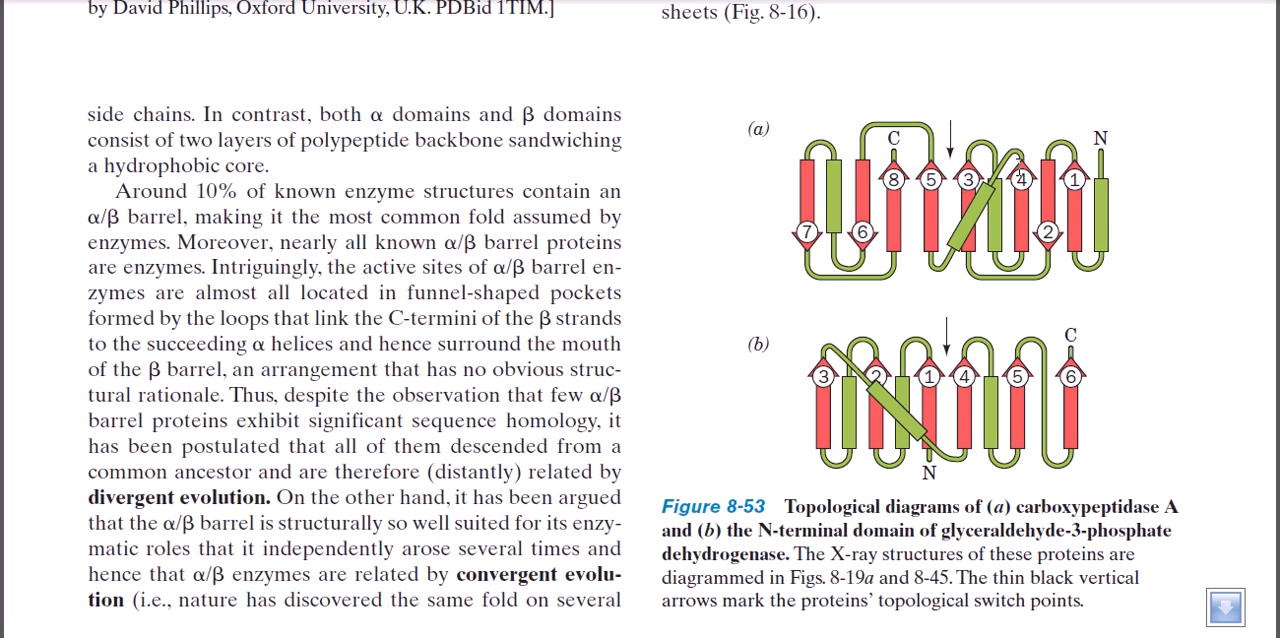 by David Phillips, Oxford University, U.K. PDBid 1TIM.]
side chains. In contrast, both α domains and β domains
consist of two layers of polypeptide backbone sandwiching
a hydrophobic core.
Around 10% of known enzyme structures contain an
α/β barrel, making it the most common fold assumed by
enzymes. Moreover, nearly all known α/β barrel proteins
are enzymes. Intriguingly, the active sites of α/β barrel en-
zymes are almost all located in funnel-shaped pockets
formed by the loops that link the C-termini of the β strands
to the succeeding α helices and hence surround the mouth
of the β barrel, an arrangement that has no obvious struc-
tural rationale. Thus, despite the observation that few α/β
barrel proteins exhibit significant sequence homology, it
has been postulated that all of them descended from a
common ancestor and are therefore (distantly) related by
divergent evolution. On the other hand, it has been argued
that the α/β barrel is structurally so well suited for its enzy-
matic roles that it independently arose several times and
hence that α/β enzymes are related by convergent evolu-
tion (i.e., nature has discovered the same fold on several
sheets (Fig. 8-16).
(a)
C N
8 5 3 4 1
7 6 2
(b)
C
3 2 1 4 5 6
N
Figure 8-53 Topological diagrams of (a) carboxypeptidase A
and (b) the N-terminal domain of glyceraldehyde-3-phosphate
dehydrogenase. The X-ray structures of these proteins are
diagrammed in Figs. 8-19a and 8-45. The thin black vertical
arrows mark the proteins' topological switch points.